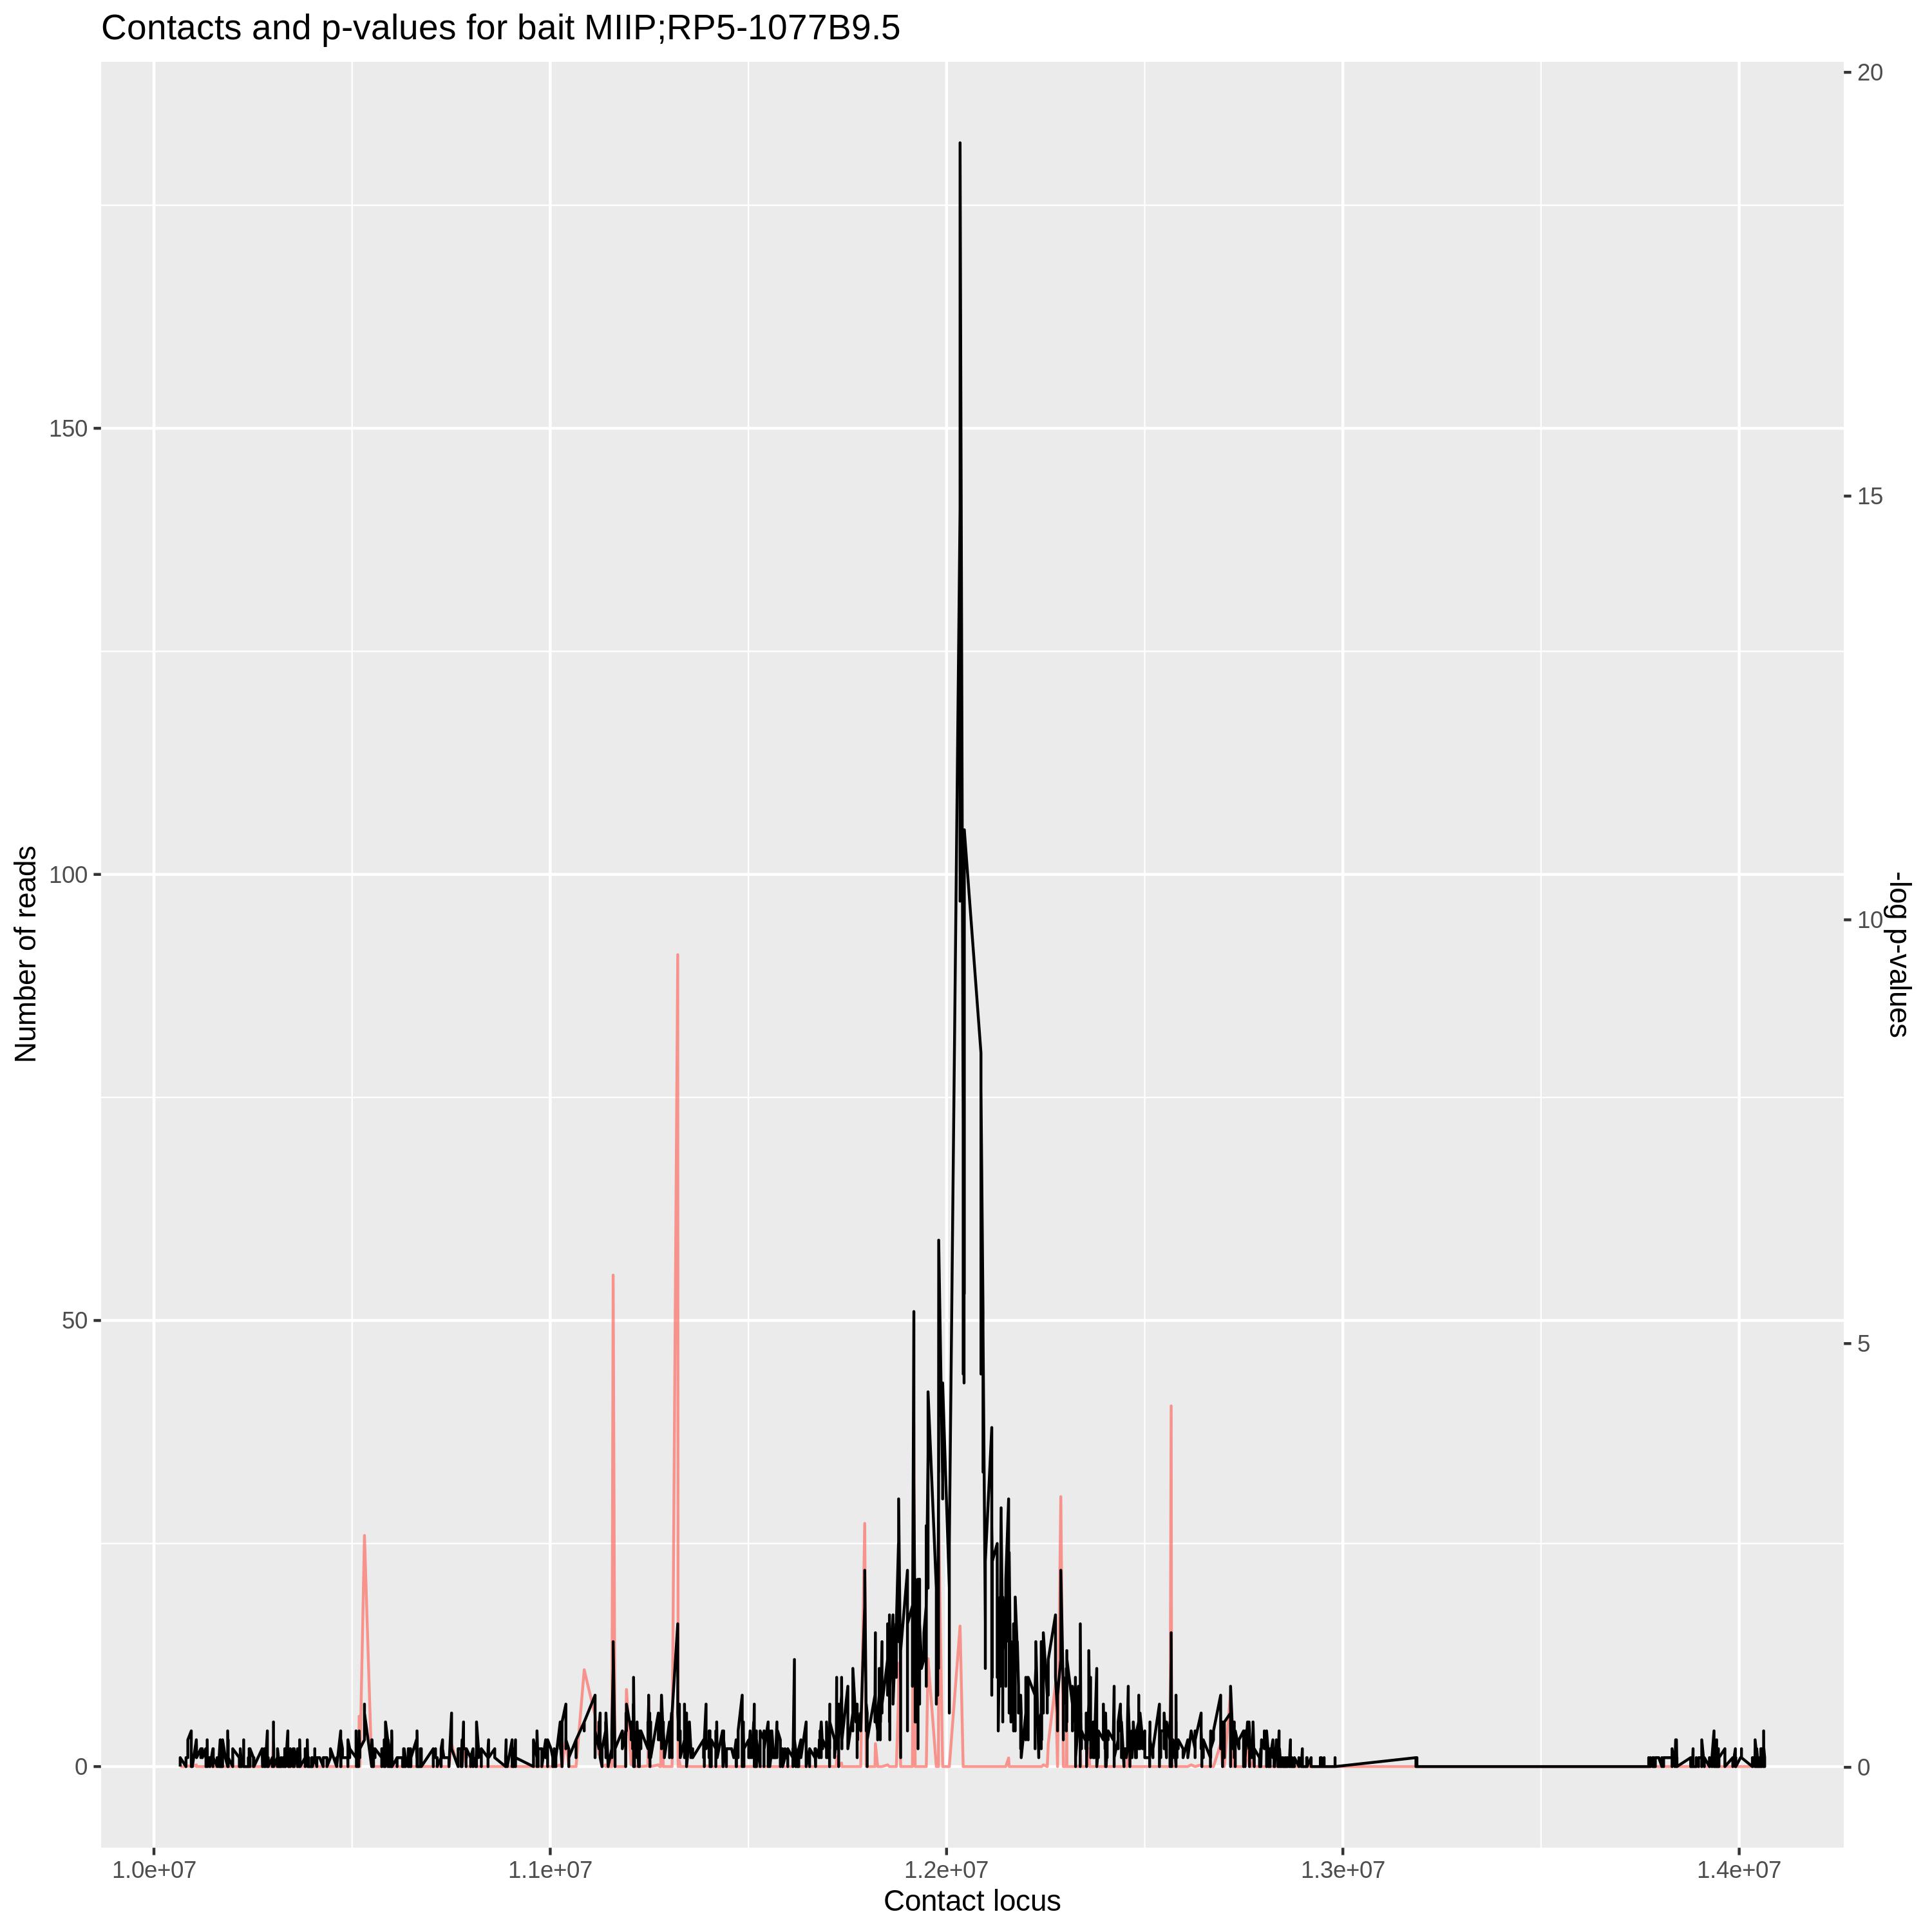 Contacts and p-values for bait MIIP;RP5-1077B9.5
20
150
15
100
10
Number of reads
-log p-values
50
5
0
0
1.0e+07
1.1e+07
1.2e+07
1.3e+07
1.4e+07
Contact locus